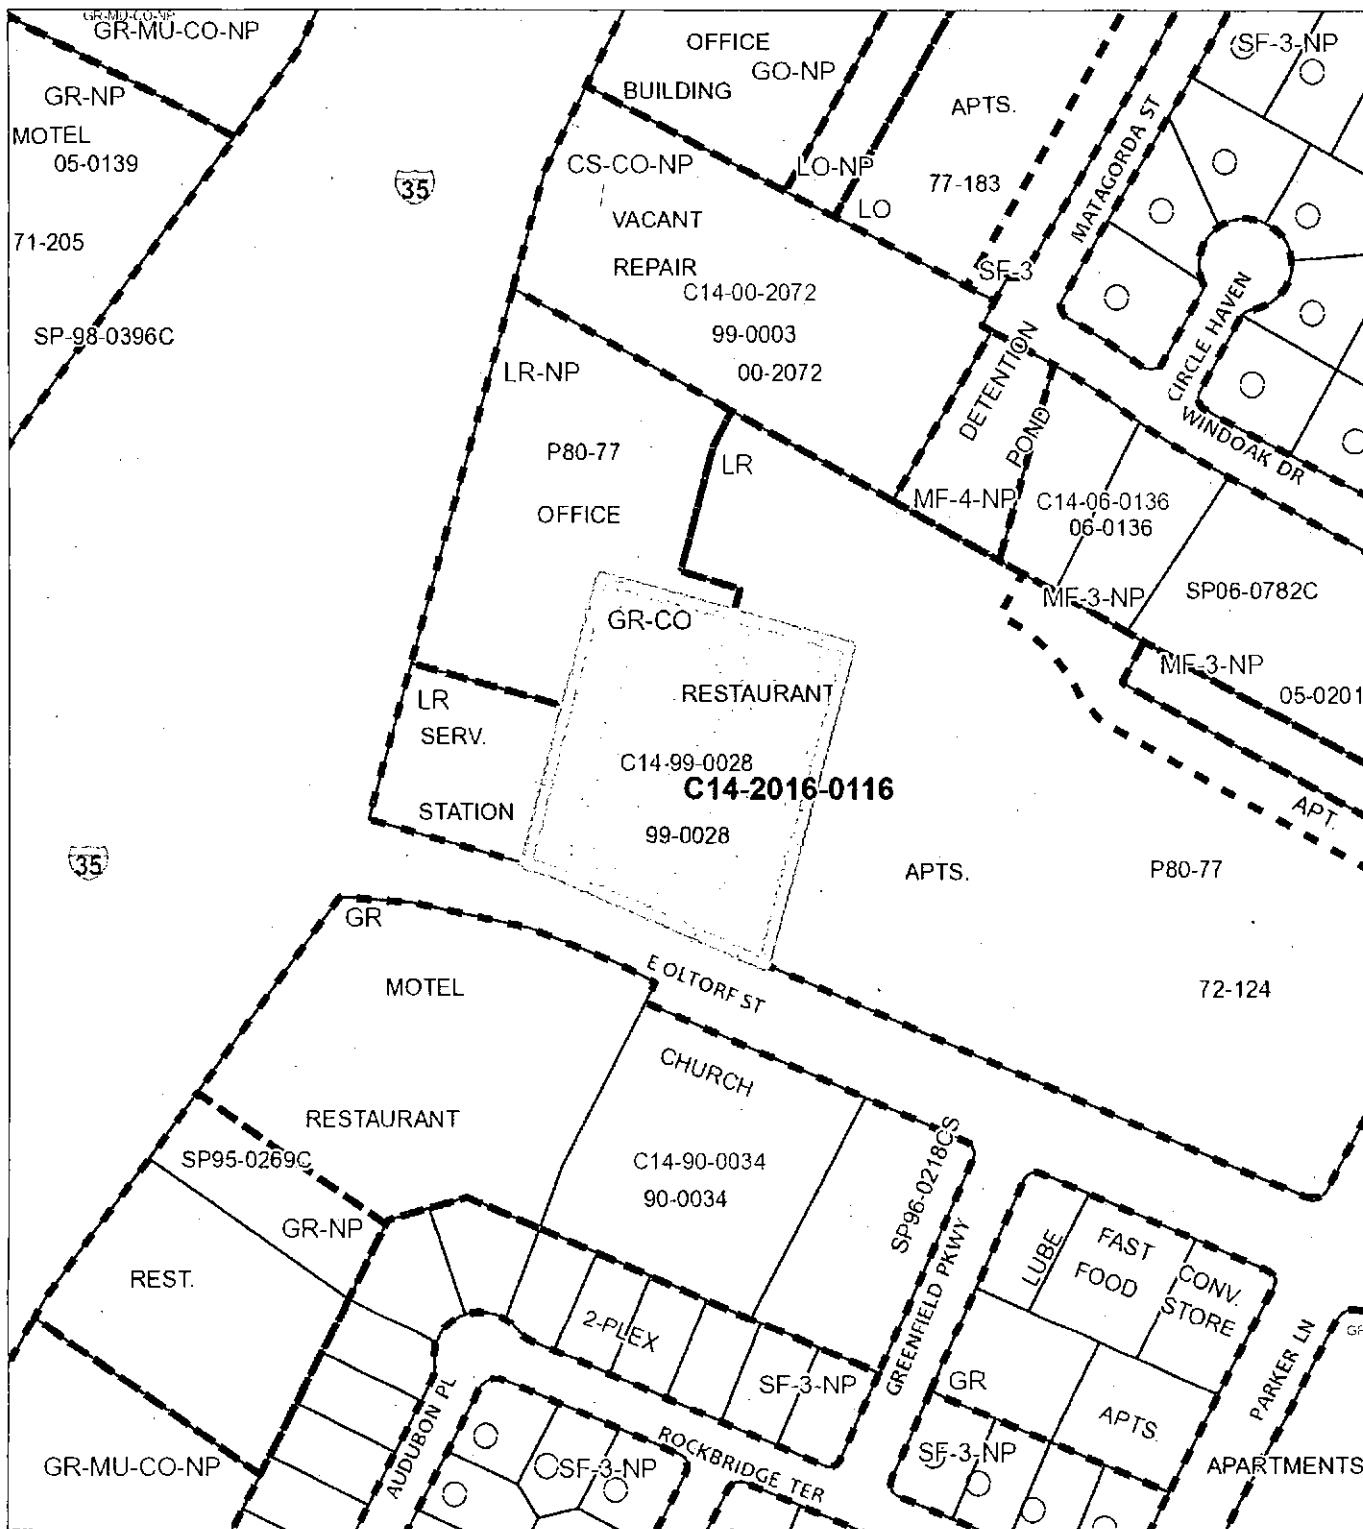 GR-MU-CO-NP
GR-MU-CO-NP
GR-NP
MOTEL
05-0139
71-205
SP-98-0396C
35
OFFICE
BUILDING
GO-NP
CS-CO-NP
LO-NP
LO
APTS.
77-183
MATAGORDA ST
SF-3-NP
VACANT
REPAIR
C14-00-2072
99-0003
00-2072
SF-3
CIRCLE HAVEN
WINDOAK DR
DETENTION
POND
LR-NP
P80-77
OFFICE
LR
MF-4-NP
C14-06-0136
06-0136
MF-3-NP
SP06-0782C
MF-3-NP
05-0201
APT.
GR-CO
RESTAURANT
C14-99-0028
C14-2016-0116
99-0028
LR
SERV.
STATION
35
APTS.
P80-77
72-124
GR
MOTEL
RESTAURANT
E OLTORF ST
CHURCH
C14-90-0034
90-0034
SP96-0218CS
GREENFIELD PKWY
SP95-0269C
GR-NP
REST.
GR-MU-CO-NP
AUDUBON PL
2-PLEX
SF-3-NP
ROCKBRIDGE TER
SF-3-NP
LUBE
FAST
FOOD
CONV.
STORE
GR
APTS.
SF-3-NP
PARKER LN
APARTMENTS